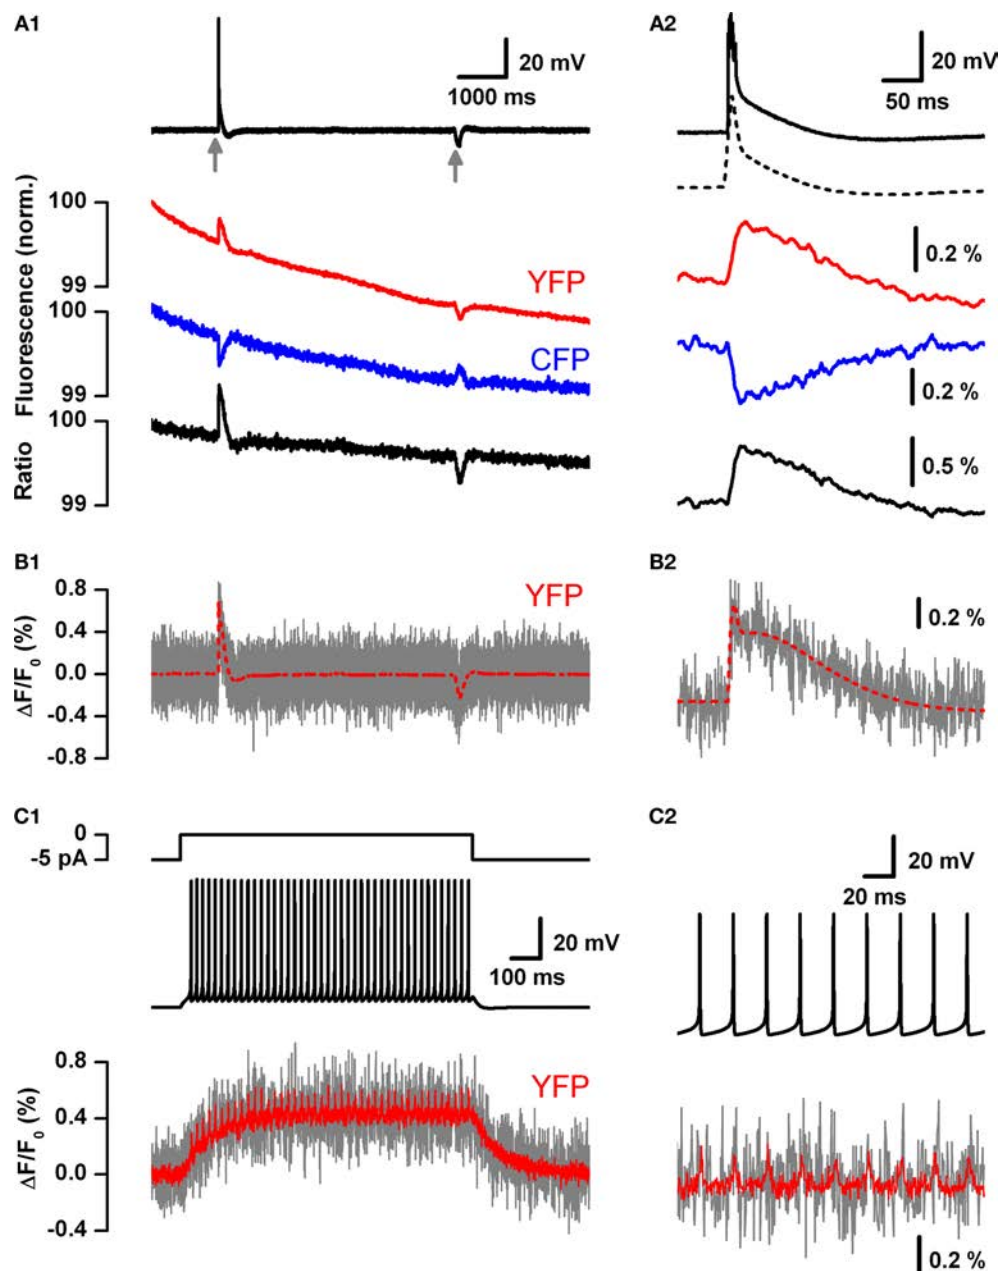 A1
20 mV
1000 ms
A2
20 mV
50 ms
Fluorescence (norm.)
100
99
YFP
0.2 %
100
99
CFP
0.2 %
Ratio
100
99
0.5 %
B1
ΔF/F0 (%)
0.8
0.4
0.0
-0.4
-0.8
YFP
B2
0.2 %
C1
0
-5 pA
20 mV
100 ms
C2
20 mV
20 ms
ΔF/F0 (%)
0.8
0.4
0.0
-0.4
YFP
0.2 %